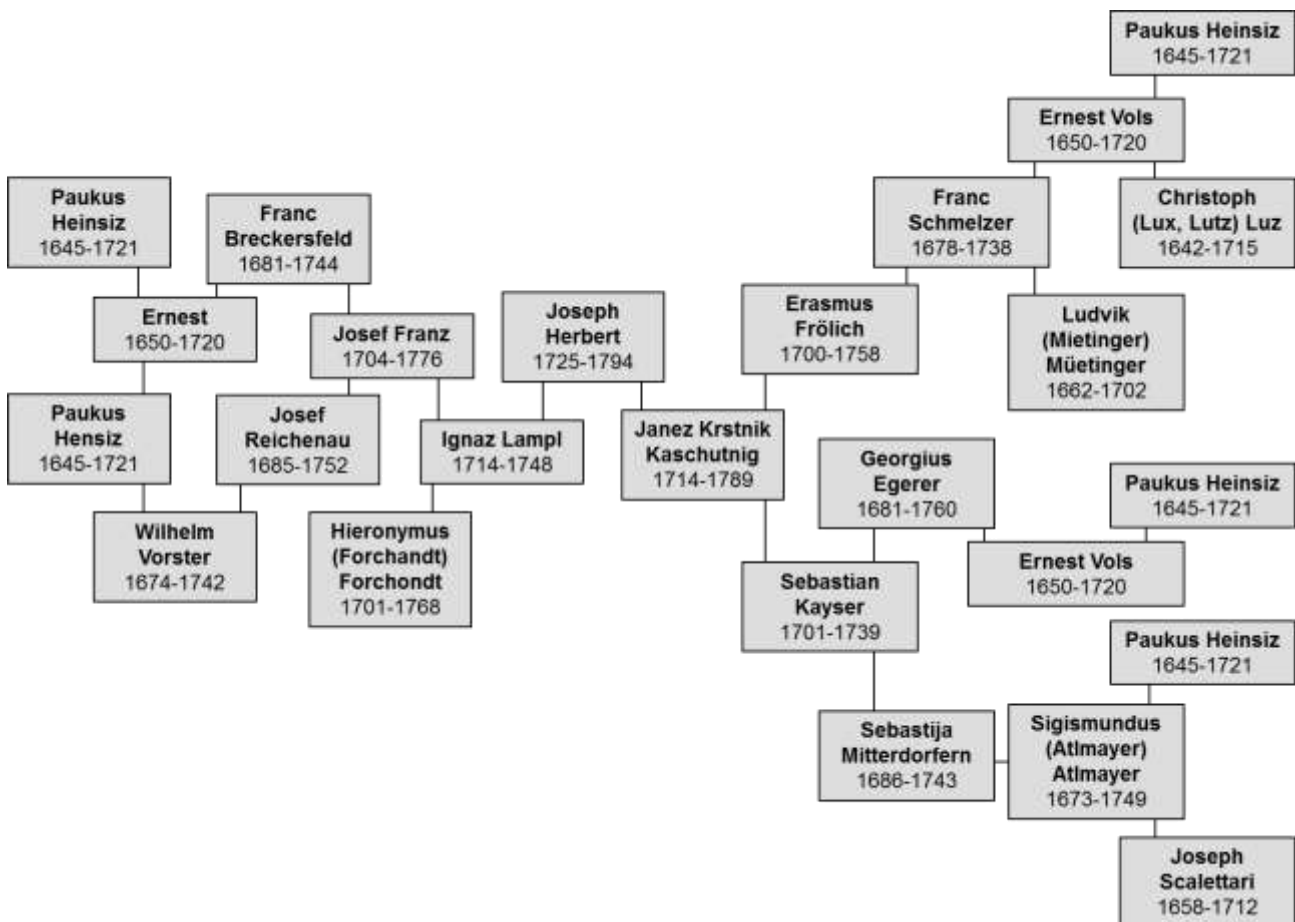 Paukus Heinsiz
1645-1721
Ernest Vols
1650-1720
Paukus
Heinsiz
1645-1721
Franc
Breckersfeld
1681-1744
Franc
Schmelzer
1678-1738
Christoph
(Lux, Lutz) Luz
1642-1715
Ernest
1650-1720
Josef Franz
1704-1776
Joseph
Herbert
1725-1794
Erasmus
Frölich
1700-1758
Ludvik
(Mietinger)
Müetinger
1662-1702
Paukus
Hensiz
1645-1721
Josef
Reichenau
1685-1752
Ignaz Lampl
1714-1748
Janez Krstnik
Kaschutnig
1714-1789
Georgius
Egerer
1681-1760
Paukus Heinsiz
1645-1721
Wilhelm
Vorster
1674-1742
Hieronymus
(Forchandt)
Forchondt
1701-1768
Ernest Vols
1650-1720
Sebastian
Kayser
1701-1739
Paukus Heinsiz
1645-1721
Sebastija
Mitterdorfern
1686-1743
Sigismundus
(Atlmayer)
Atlmayer
1673-1749
Joseph
Scalettari
1658-1712